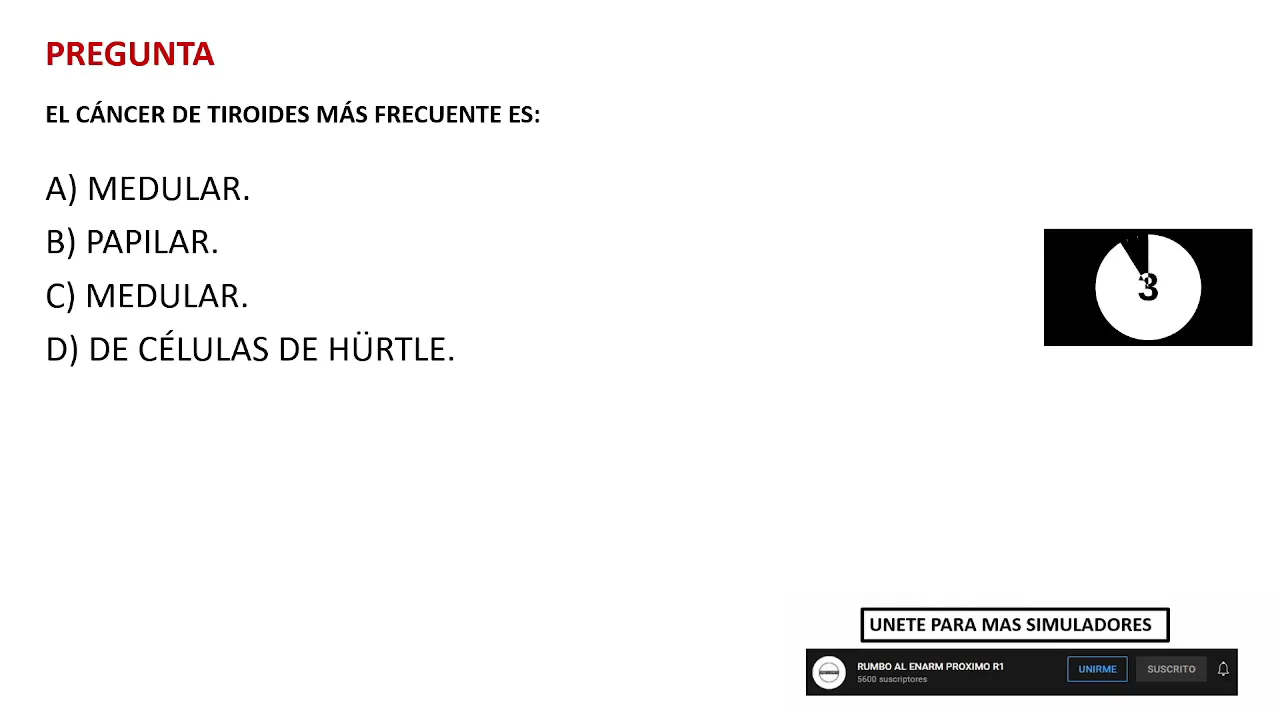 PREGUNTA
EL CÁNCER DE TIROIDES MÁS FRECUENTE ES:
A) MEDULAR.
B) PAPILAR.
C) MEDULAR.
D) DE CÉLULAS DE HÜRTLE.
3
UNETE PARA MAS SIMULADORES
RUMBO AL ENARM PROXIMO R1
5600 suscriptores
UNIRME
SUSCRITO